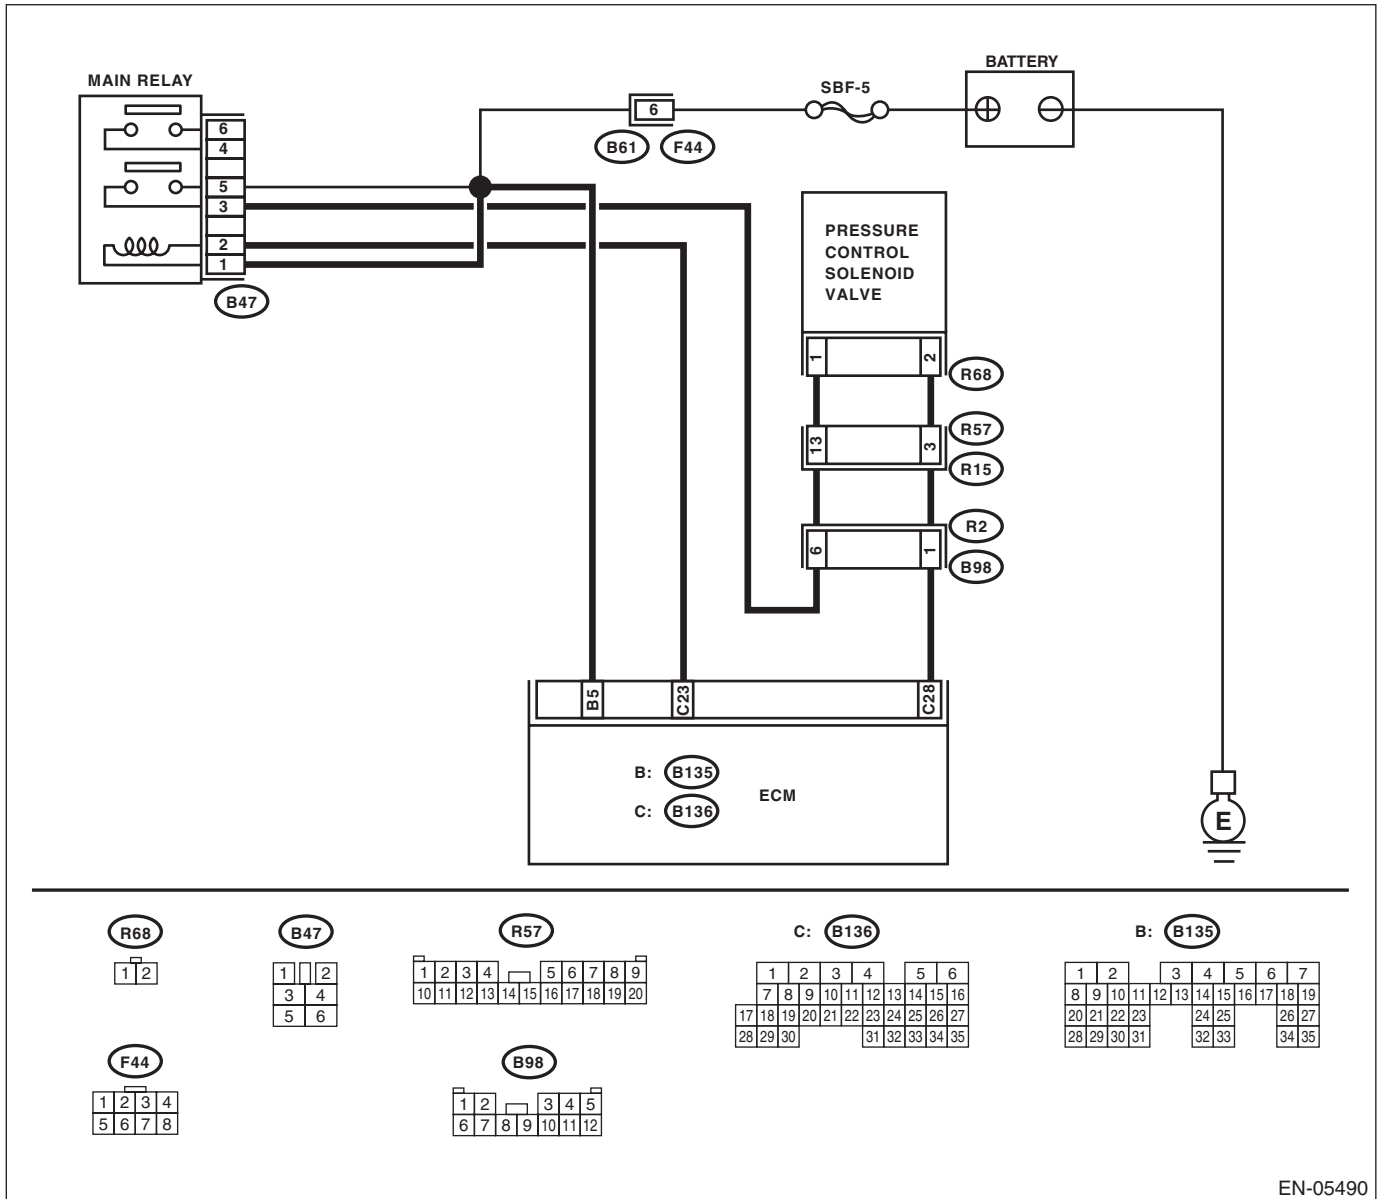 BATTERY
MAIN RELAY
SBF-5
6
B61 F44
6
4
5
3
2
1
B47
PRESSURE
CONTROL
SOLENOID
VALVE
1 2
R68
13 3
R57
R15
6 1
R2
B98
B5 C23 C28
B: B135
C: B136
ECM
E
R68 B47 R57 C: B136 B: B135
1 2
1 2
3 4
5 6
1 2 3 4 5 6 7 8 9
10 11 12 13 14 15 16 17 18 19 20
1 2 3 4 5 6
7 8 9 10 11 12 13 14 15 16
17 18 19 20 21 22 23 24 25 26 27
28 29 30 31 32 33 34 35
1 2 3 4 5 6 7
8 9 10 11 12 13 14 15 16 17 18 19
20 21 22 23 24 25 26 27
28 29 30 31 32 33 34 35
F44 B98
1 2 3 4
5 6 7 8
1 2 3 4 5
6 7 8 9 10 11 12
EN-05490